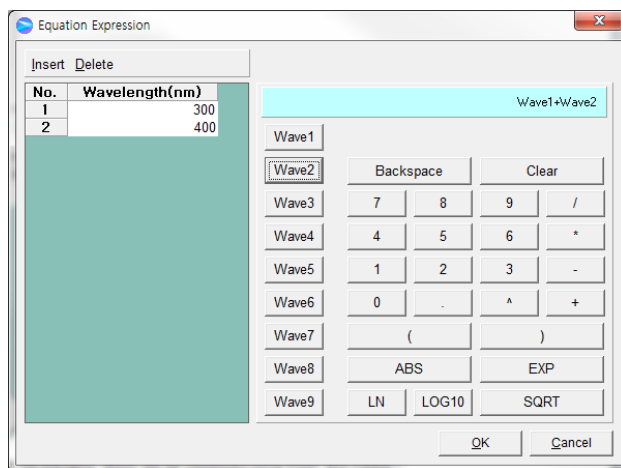 Equation Expression
Insert Delete
No. Wavelength(nm)
1 300
2 400
Wave1+Wave2
Wave1
Wave2 Backspace Clear
Wave3 7 8 9 /
Wave4 4 5 6 *
Wave5 1 2 3 -
Wave6 0 . ^ +
Wave7 ( )
Wave8 ABS EXP
Wave9 LN LOG10 SQRT
OK Cancel